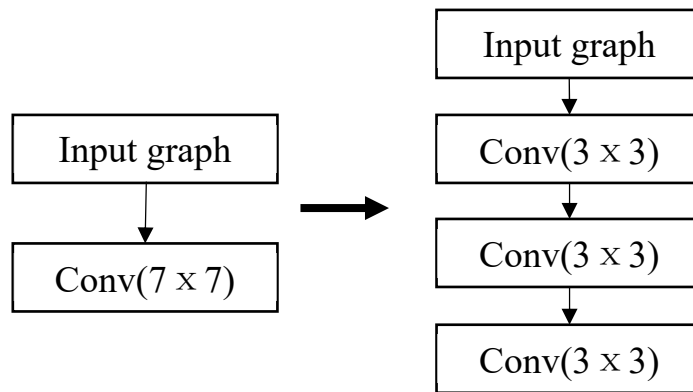 Input graph
Conv(7 × 7)
Input graph
Conv(3 × 3)
Conv(3 × 3)
Conv(3 × 3)